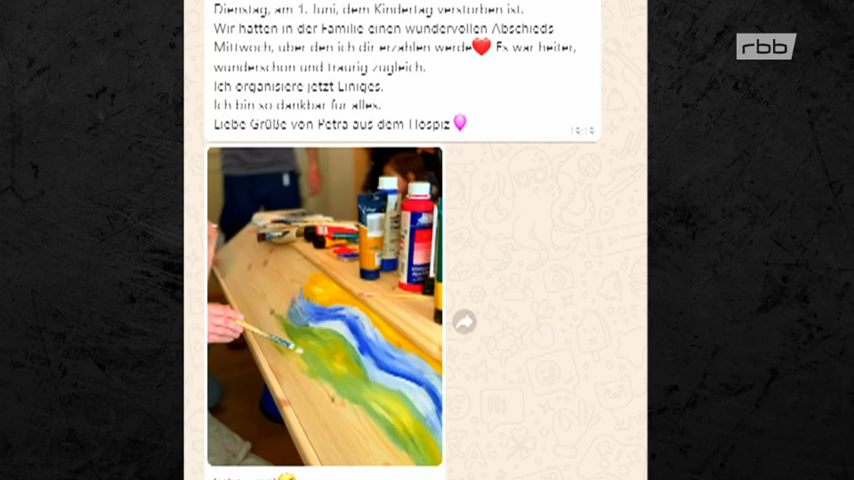 Dienstag, am 1. Juni, dem Kindertag verstorben ist.
Wir hatten in der Familie einen wundervollen Abschieds
Mittwoch, über den ich dir erzählen werde❤️ Es war heiter,
wunderschön und traurig zugleich.
Ich organisiere jetzt Einiges.
Ich bin so dankbar für alles.
Liebe Grüße von Petra aus dem Hospiz🎈
19:19
rbb